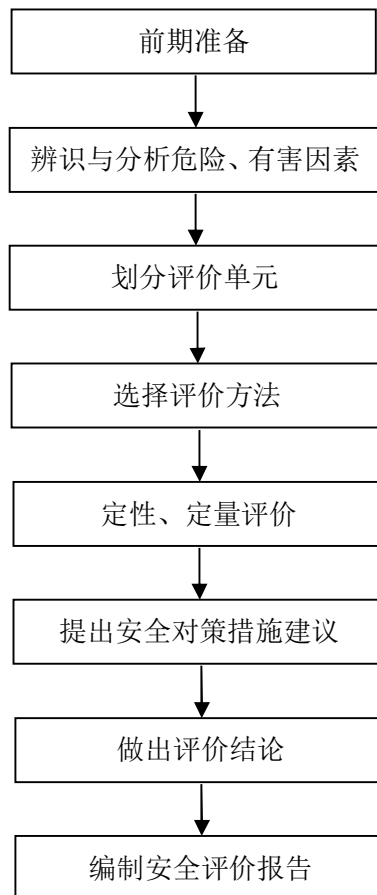 前期准备
辨识与分析危险、有害因素
划分评价单元
选择评价方法
定性、定量评价
提出安全对策措施建议
做出评价结论
编制安全评价报告